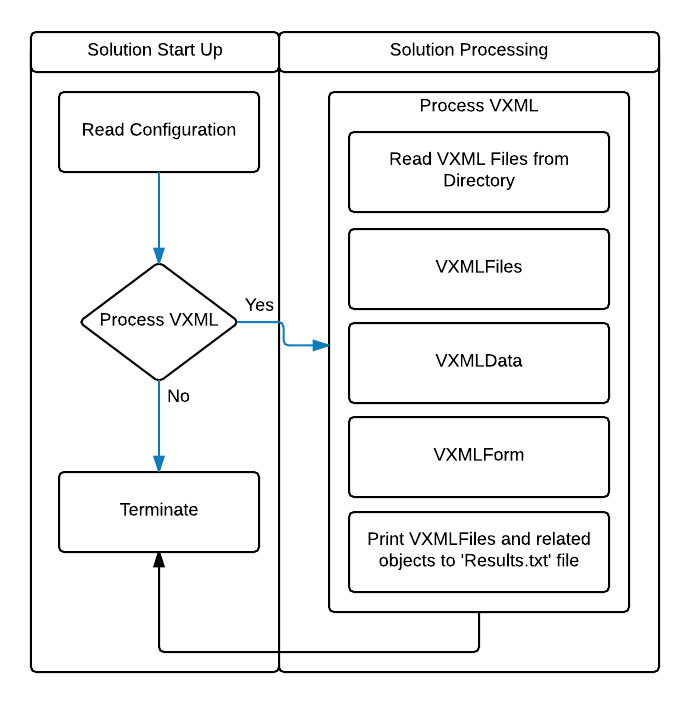 Solution Start Up
Solution Processing
Read Configuration
Process VXML
Yes
No
Terminate
Process VXML
Read VXML Files from
Directory
VXMLFiles
VXMLData
VXMLForm
Print VXMLFiles and related
objects to 'Results.txt' file